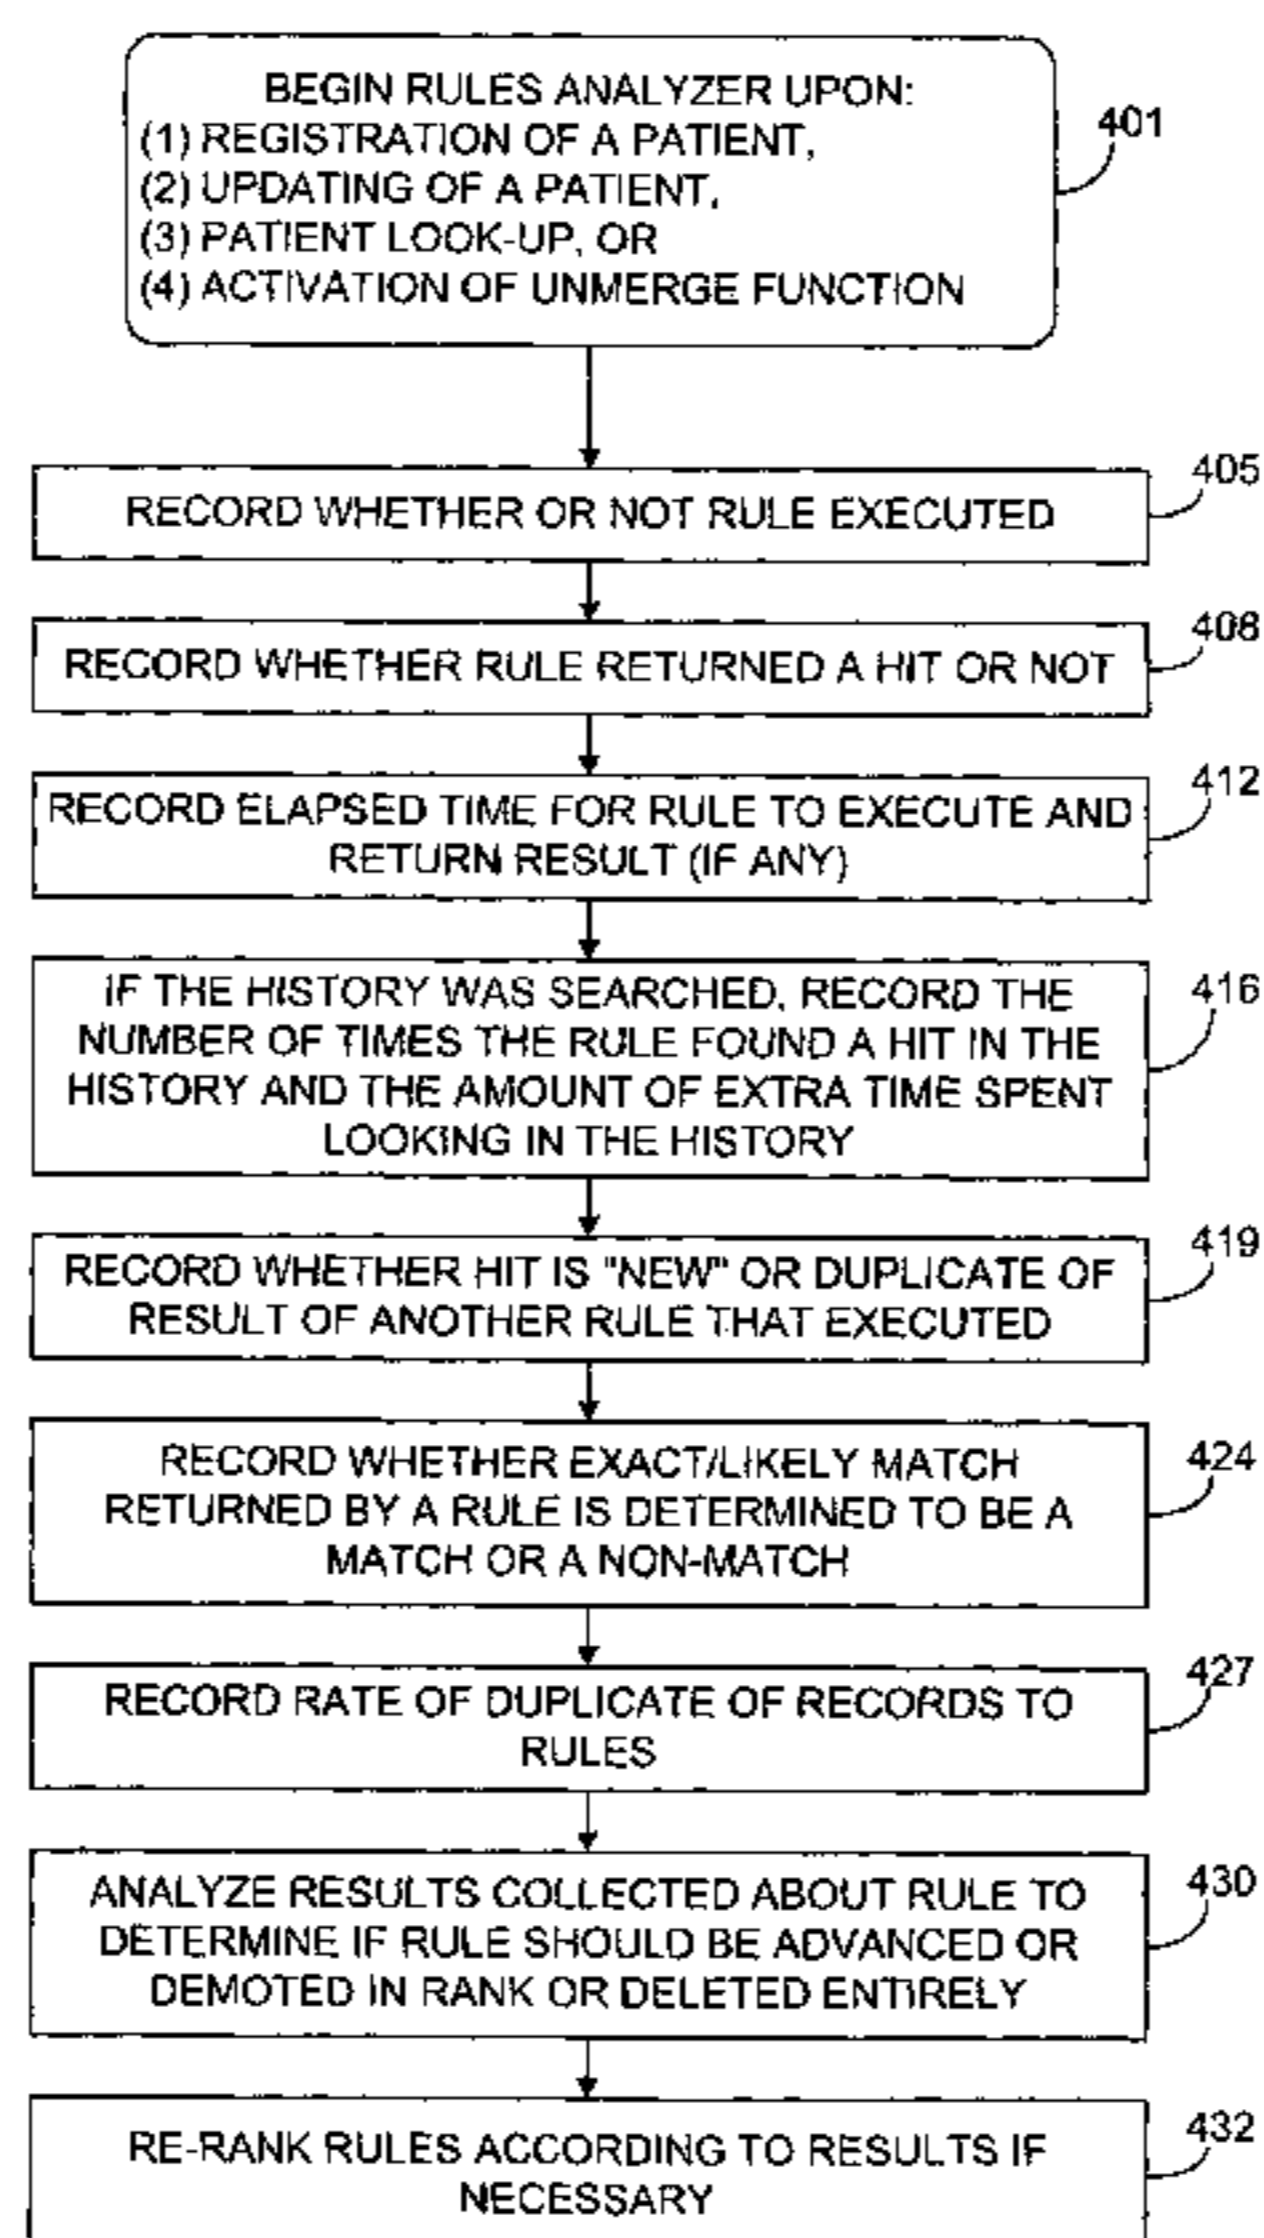 BEGIN RULES ANALYZER UPON:
(1) REGISTRATION OF A PATIENT,
(2) UPDATING OF A PATIENT,
(3) PATIENT LOOK-UP, OR
(4) ACTIVATION OF UNMERGE FUNCTION
401
RECORD WHETHER OR NOT RULE EXECUTED
405
RECORD WHETHER RULE RETURNED A HIT OR NOT
408
RECORD ELAPSED TIME FOR RULE TO EXECUTE AND
RETURN RESULT (IF ANY)
412
IF THE HISTORY WAS SEARCHED, RECORD THE
NUMBER OF TIMES THE RULE FOUND A HIT IN THE
HISTORY AND THE AMOUNT OF EXTRA TIME SPENT
LOOKING IN THE HISTORY
416
RECORD WHETHER HIT IS "NEW" OR DUPLICATE OF
RESULT OF ANOTHER RULE THAT EXECUTED
419
RECORD WHETHER EXACT/LIKELY MATCH
RETURNED BY A RULE IS DETERMINED TO BE A
MATCH OR A NON-MATCH
424
RECORD RATE OF DUPLICATE OF RECORDS TO
RULES
427
ANALYZE RESULTS COLLECTED ABOUT RULE TO
DETERMINE IF RULE SHOULD BE ADVANCED OR
DEMOTED IN RANK OR DELETED ENTIRELY
430
RE-RANK RULES ACCORDING TO RESULTS IF
NECESSARY
432